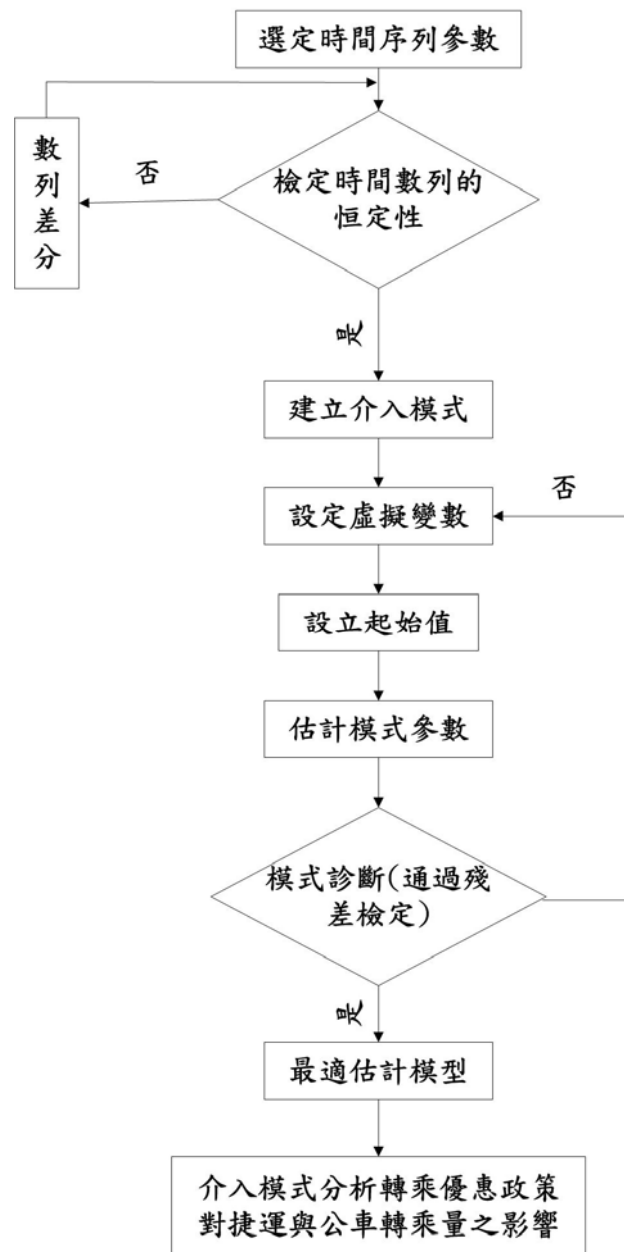 選定時間序列參數
數列差分
否
檢定時間數列的
恒定性
是
建立介入模式
設定虛擬變數
否
設立起始值
估計模式參數
模式診斷(通過殘
差檢定)
是
最適估計模型
介入模式分析轉乘優惠政策
對捷運與公車轉乘量之影響